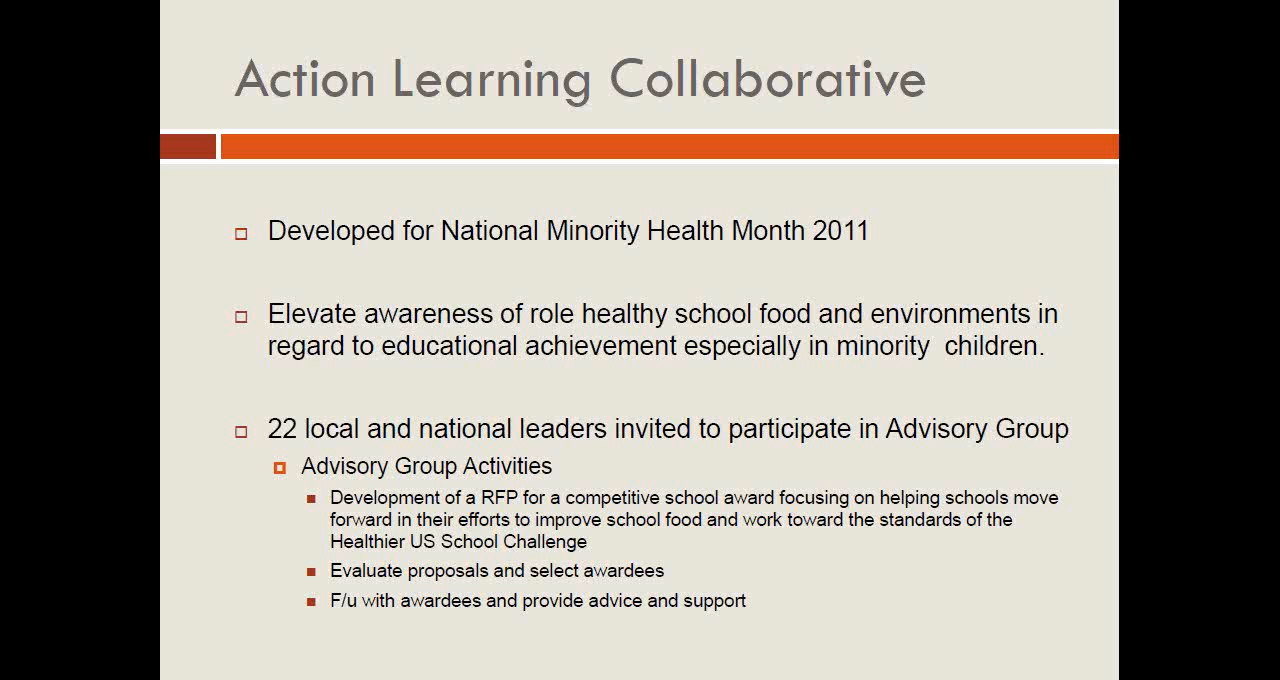 Action Learning Collaborative
Developed for National Minority Health Month 2011
Elevate awareness of role healthy school food and environments in
regard to educational achievement especially in minority  children.
22 local and national leaders invited to participate in Advisory Group
Advisory Group Activities
Development of a RFP for a competitive school award focusing on helping schools move
forward in their efforts to improve school food and work toward the standards of the
Healthier US School Challenge
Evaluate proposals and select awardees
F/u with awardees and provide advice and support